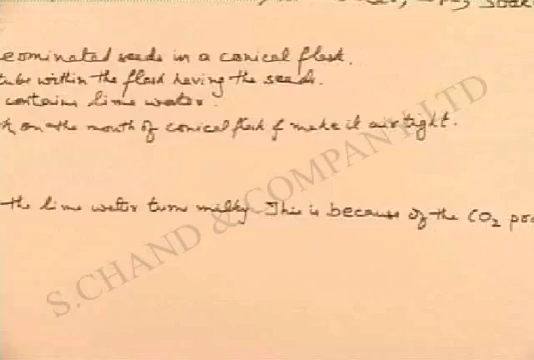 soak
eominated seeds in a conical flask.
tube within the flask having the seeds.
contains lime water.
on the mouth of conical flask & make it air tight.
the lime water turn milky. This is because of the CO2 pro
S.CHAND & COMPANY LTD